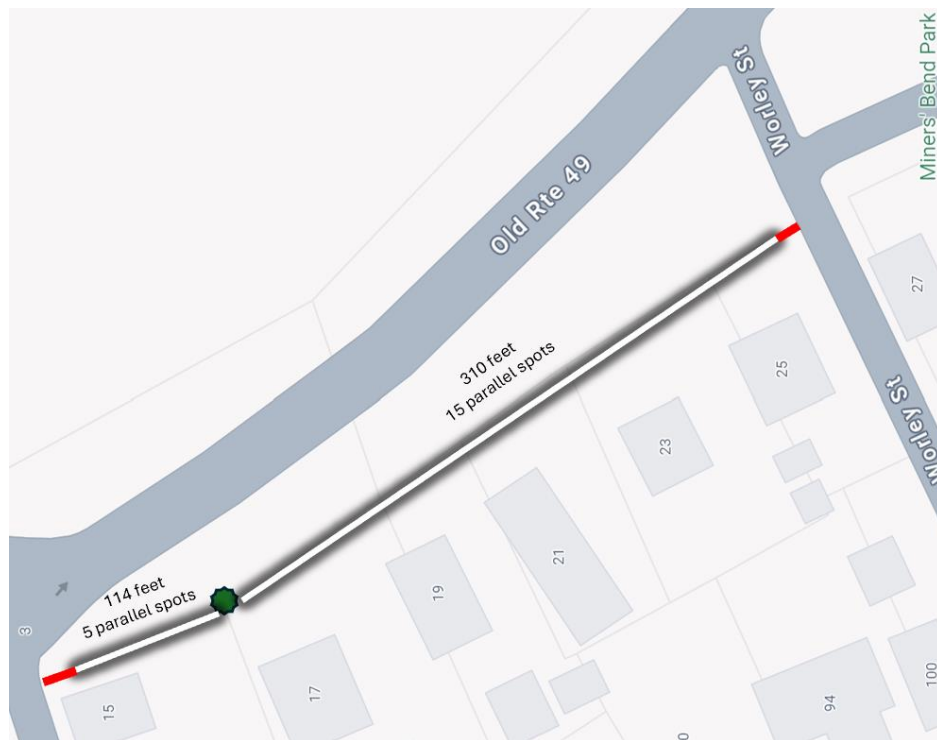 Miners' Bend Park
Worley St
Old Rte 49
27
310 feet
15 parallel spots
25
Worley St
23
21
114 feet
5 parallel spots
19
3
17
15
94
100